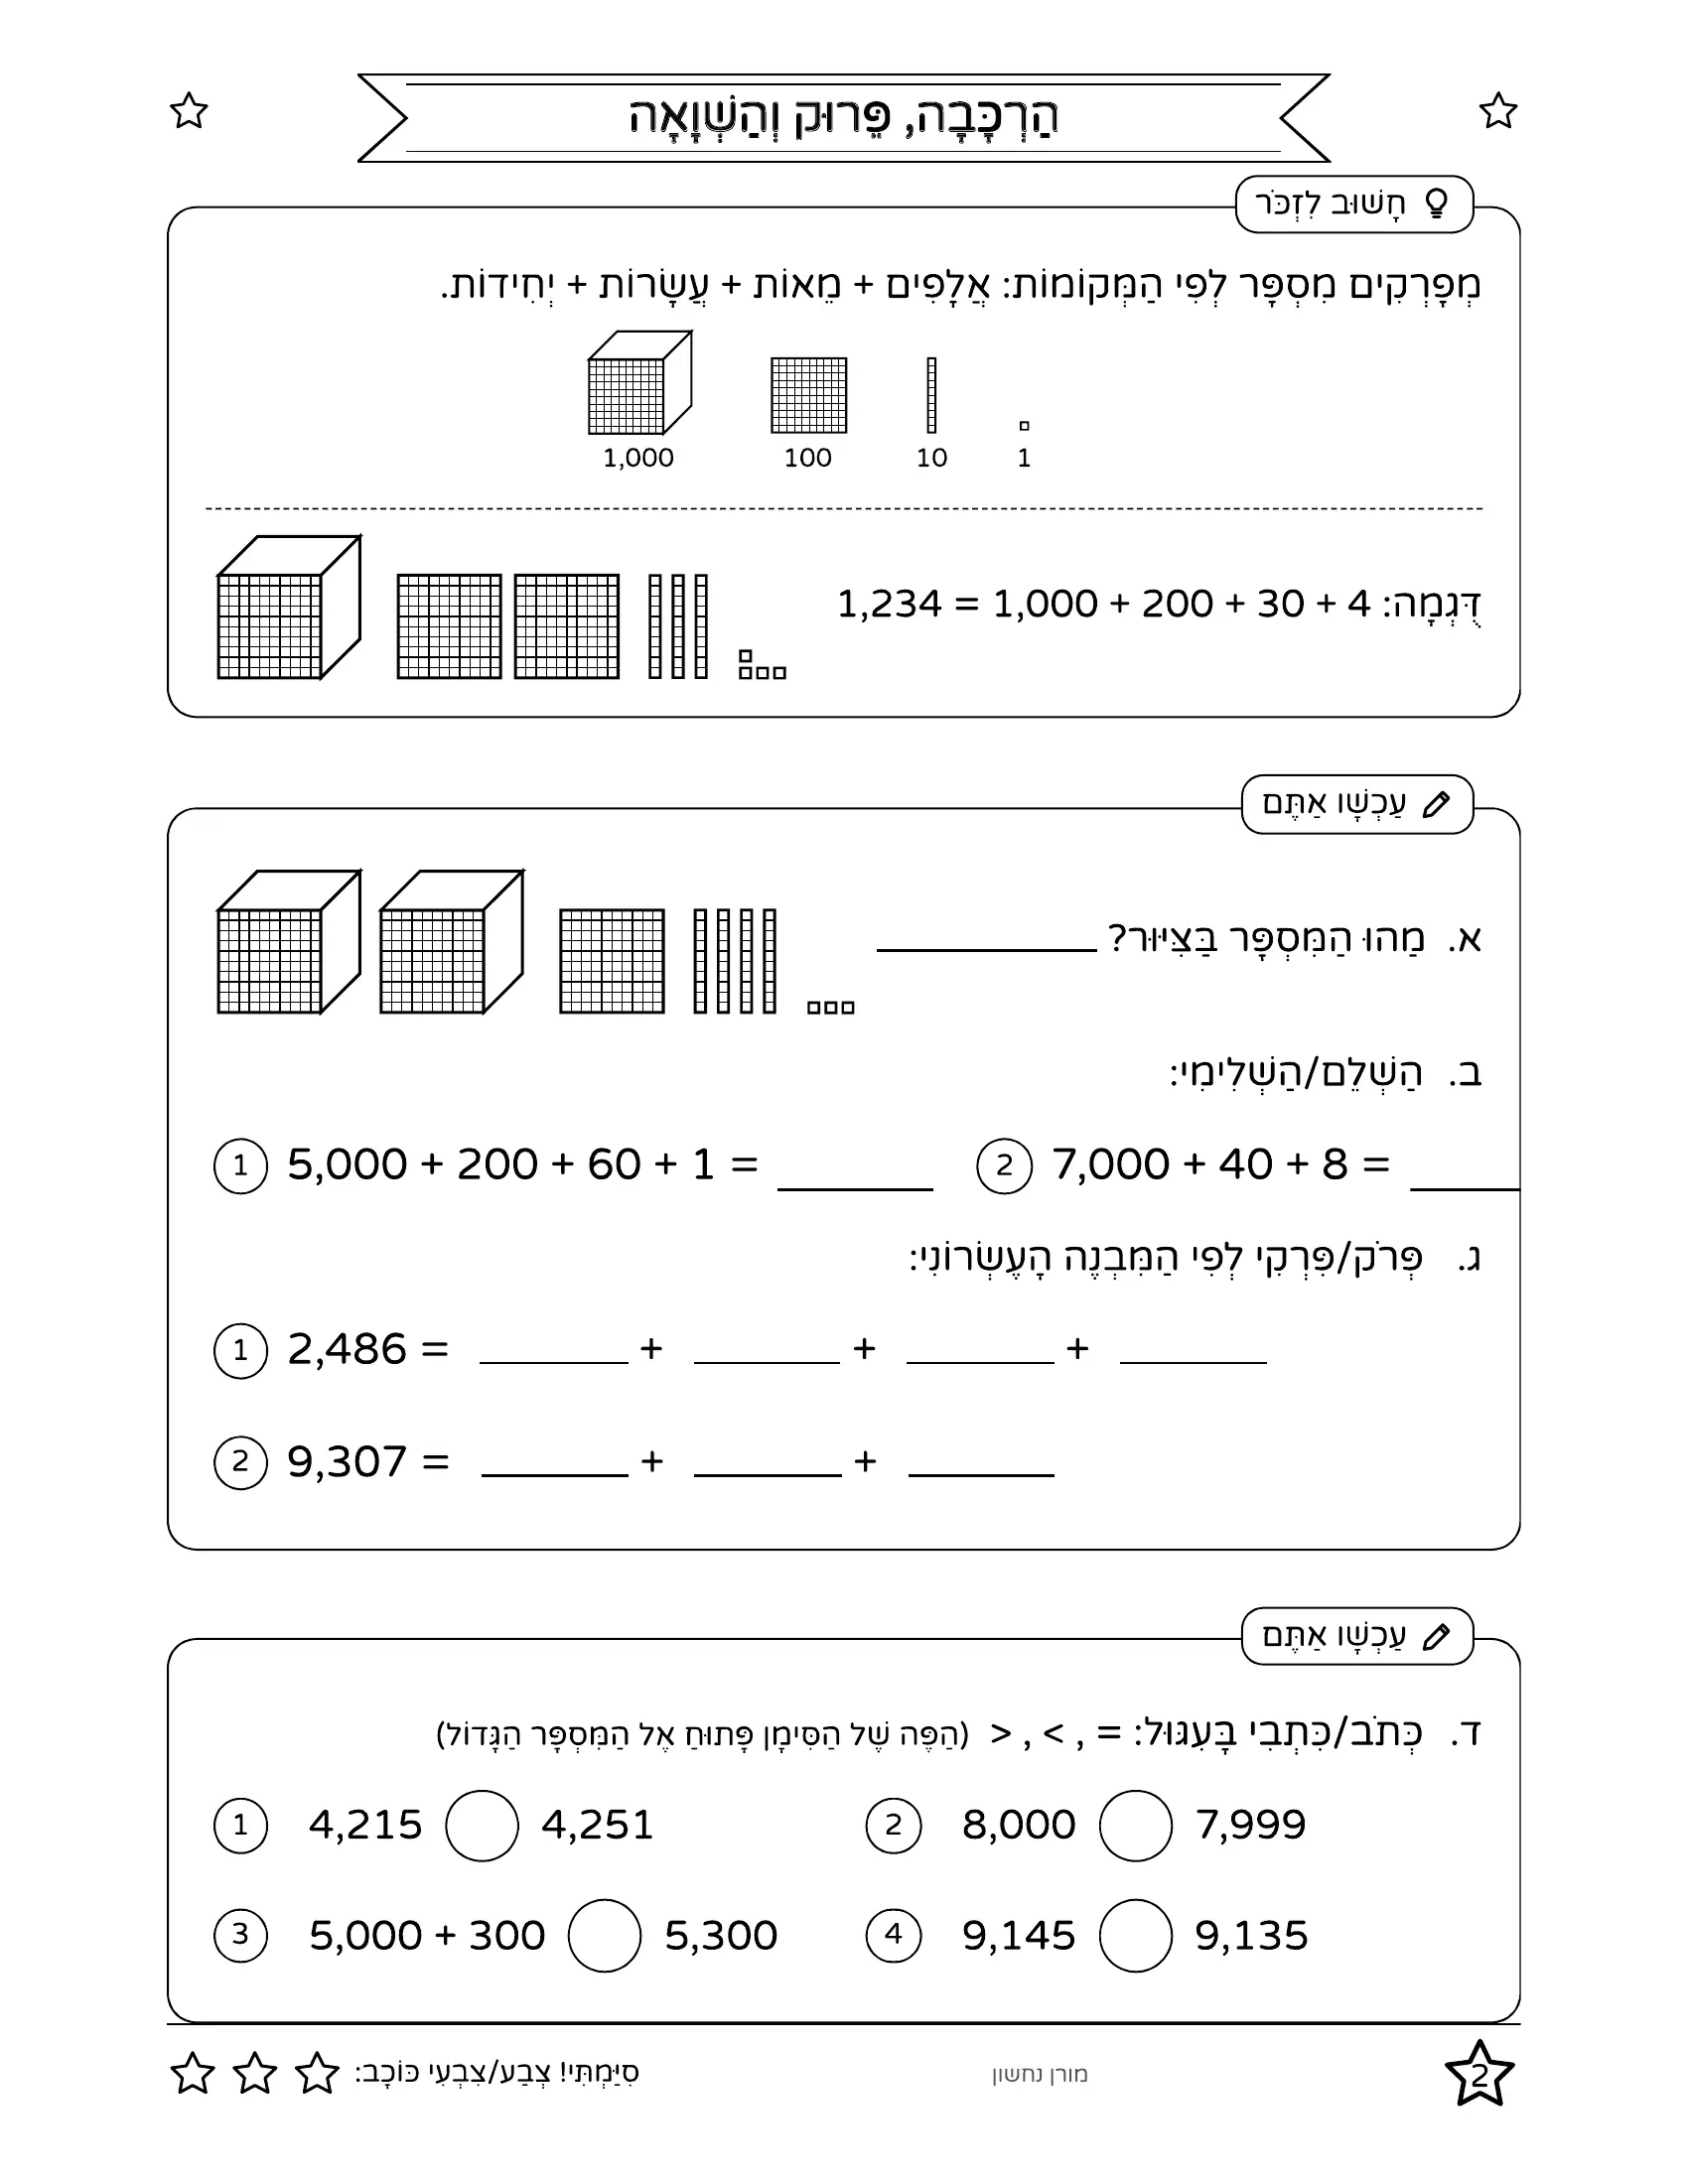 הַרְכָּבָה, פֵּרוּק וְהַשְׁוָאָה
חָשׁוּב לִזְכֹּר
מְפָרְקִים מִסְפָּר לְפִי הַמְּקוֹמוֹת: אֲלָפִים + מֵאוֹת + עֲשָׂרוֹת + יְחִידוֹת.
1,000 100 10 1
דֻּגְמָה: 1,234 = 1,000 + 200 + 30 + 4
עַכְשָׁו אַתֶּם
א. מַהוּ הַמִּסְפָּר בַּצִּיּוּר? ________
ב. הַשְׁלֵם/הַשְׁלִימִי:
1 5,000 + 200 + 60 + 1 = ______ 2 7,000 + 40 + 8 = ____
ג. פְּרֹק/פִּרְקִי לְפִי הַמִּבְנֶה הָעֶשְׂרוֹנִי:
1 2,486 = ______ + ______ + ______ + ______
2 9,307 = ______ + ______ + ______
עַכְשָׁו אַתֶּם
ד. כְּתֹב/כִּתְבִי בָּעִגּוּל: = , < , > (הַפֶּה שֶׁל הַסִּימָן פָּתוּחַ אֶל הַמִּסְפָּר הַגָּדוֹל)
1 4,215 4,251 2 8,000 7,999
3 5,000 + 300 5,300 4 9,145 9,135
סִיַּמְתִּי! צְבַע/צִבְעִי כּוֹכָב: מורן נחשון 2